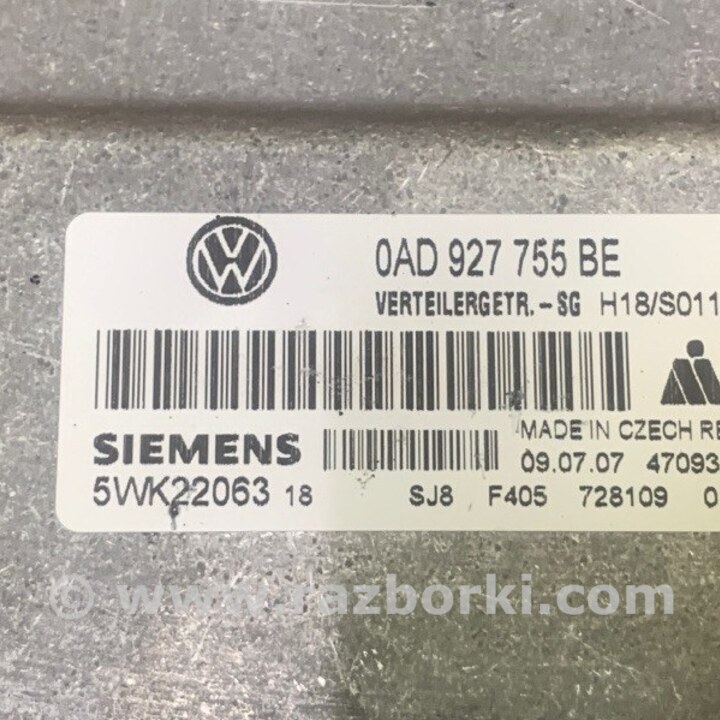 0AD 927 755 BE
VERTEILERGETR.-SG H18/S011
SIEMENS
MADE IN CZECH RE
09.07.07 47093
5WK22063 18 SJ8 F405 728109 0
© www.razborki.com